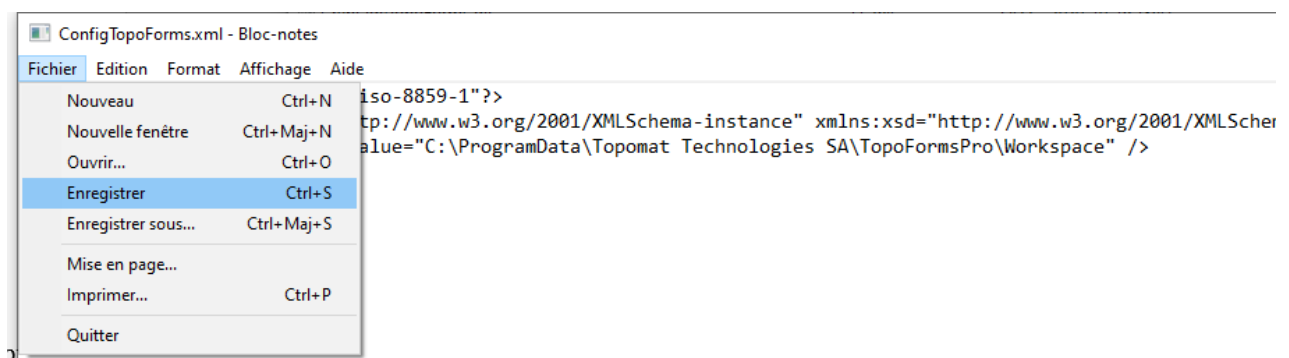 ConfigTopoForms.xml - Bloc-notes
Fichier Edition Format Affichage Aide
Nouveau Ctrl+N iso-8859-1"?>
Nouvelle fenêtre Ctrl+Maj+N tp://www.w3.org/2001/XMLSchema-instance" xmlns:xsd="http://www.w3.org/2001/XMLSchem
Ouvrir... Ctrl+O alue="C:\ProgramData\Topomat Technologies SA\TopoFormsPro\Workspace" />
Enregistrer Ctrl+S
Enregistrer sous... Ctrl+Maj+S
Mise en page...
Imprimer... Ctrl+P
Quitter